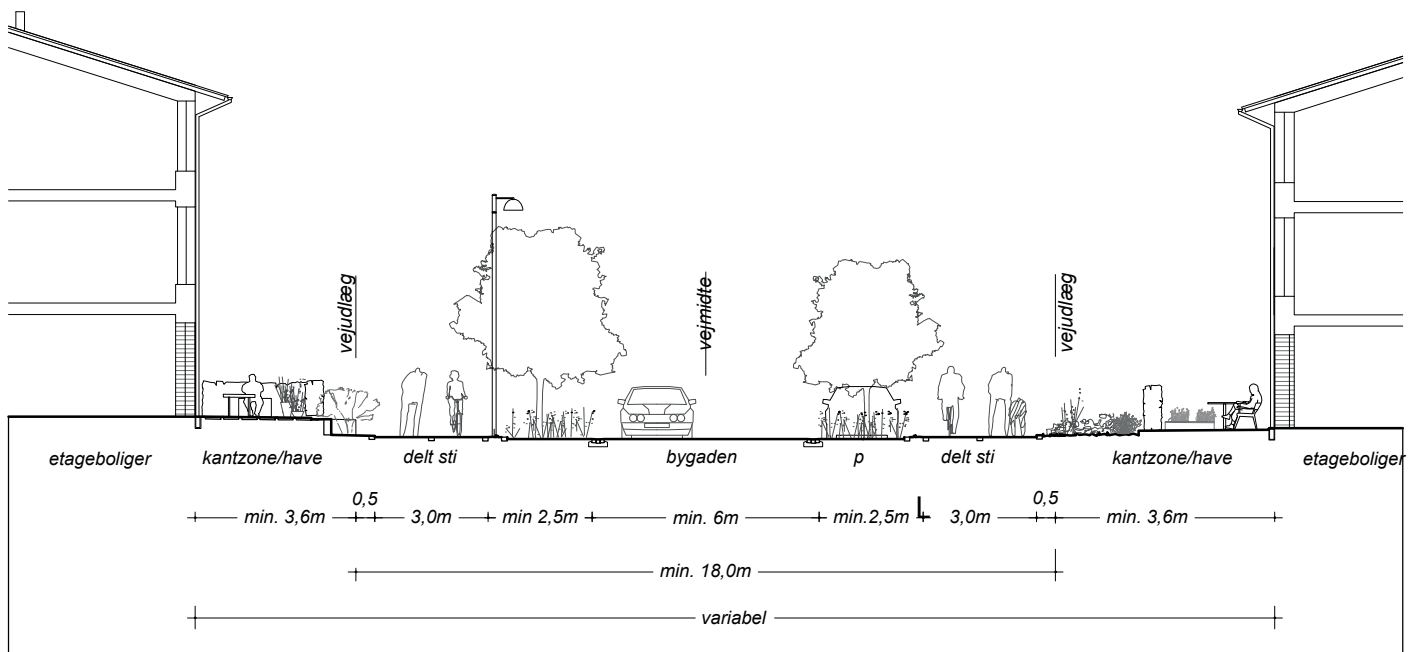 vejudlæg
vejmidte
vejudlæg
etageboliger kantzone/have delt sti bygaden p delt sti kantzone/have etageboliger
0,5 0,5
min. 3,6m 3,0m min 2,5m min. 6m min.2,5m 3,0m min. 3,6m
min. 18,0m
variabel